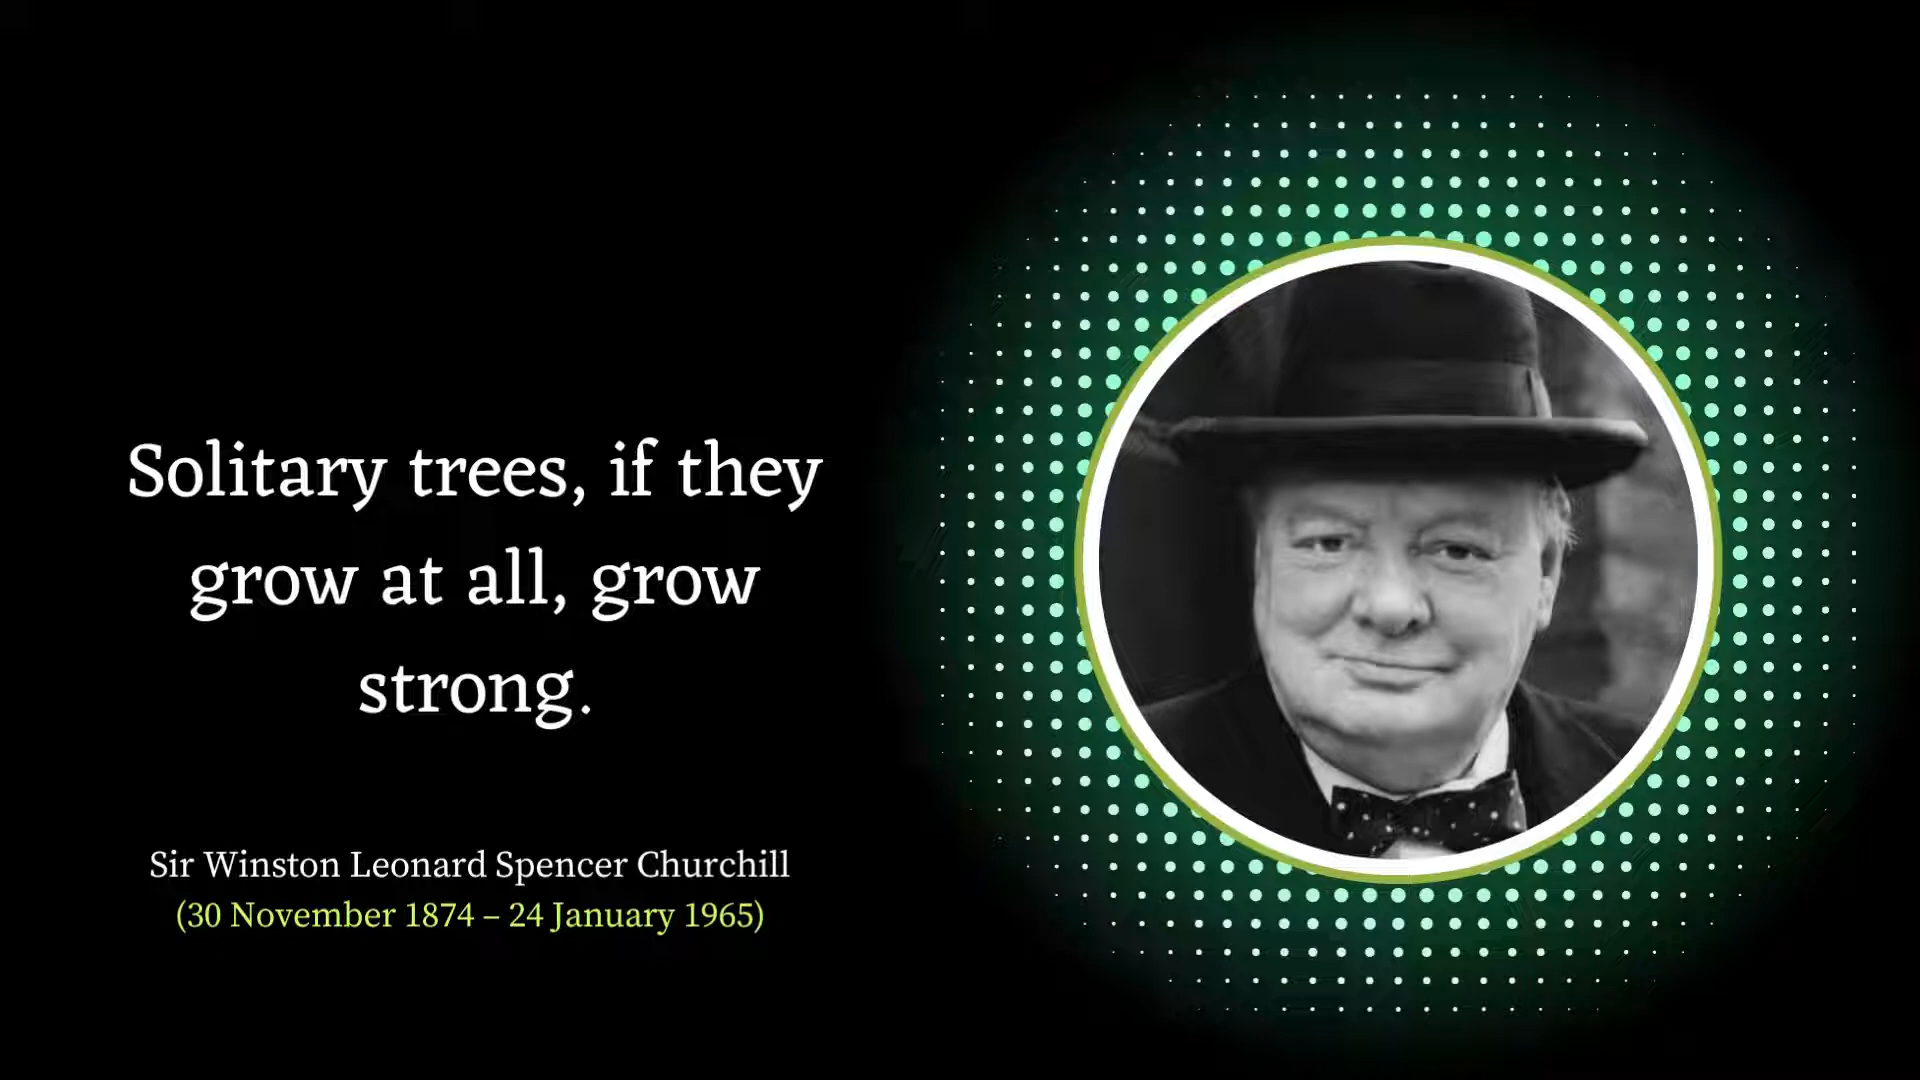 Solitary trees, if they
grow at all, grow
strong.
Sir Winston Leonard Spencer Churchill
(30 November 1874 – 24 January 1965)